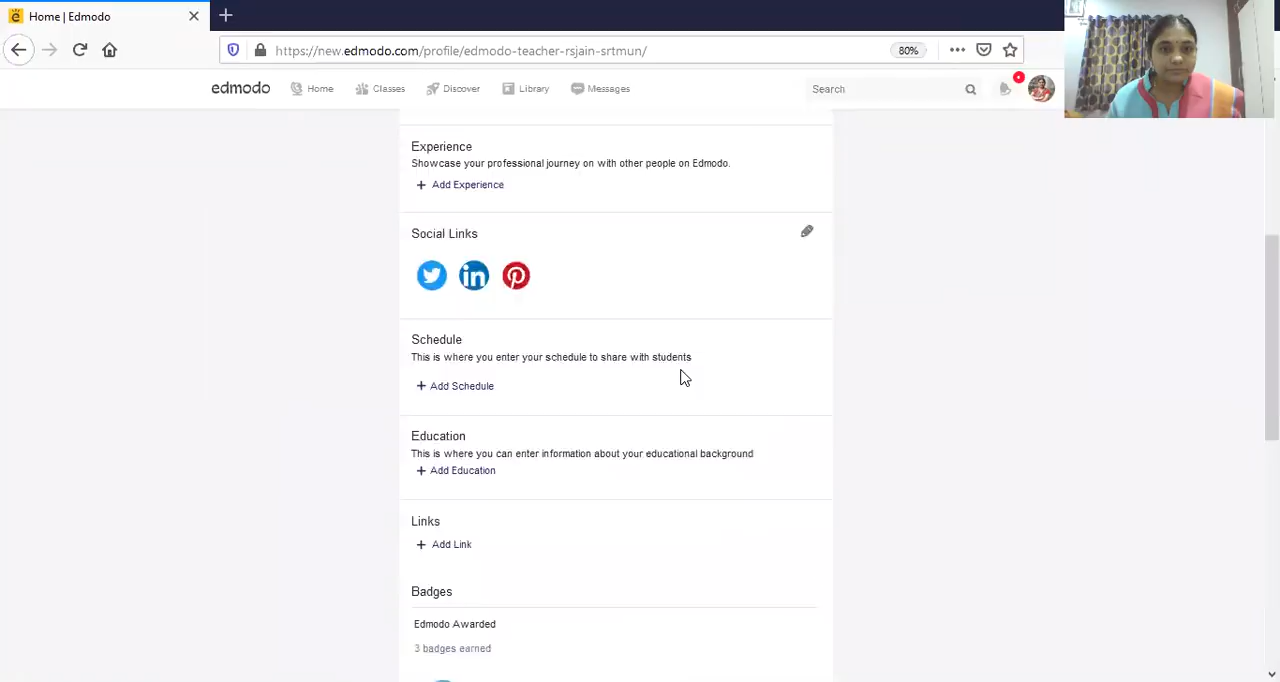 Home | Edmodo
https://new.edmodo.com/profile/edmodo-teacher-rsjain-srtmun/
80%
edmodo
Home
Classes
Discover
Library
Messages
Search
Experience
Showcase your professional journey on with other people on Edmodo.
+ Add Experience
Social Links
in
Schedule
This is where you enter your schedule to share with students
+ Add Schedule
Education
This is where you can enter information about your educational background
+ Add Education
Links
+ Add Link
Badges
Edmodo Awarded
3 badges earned